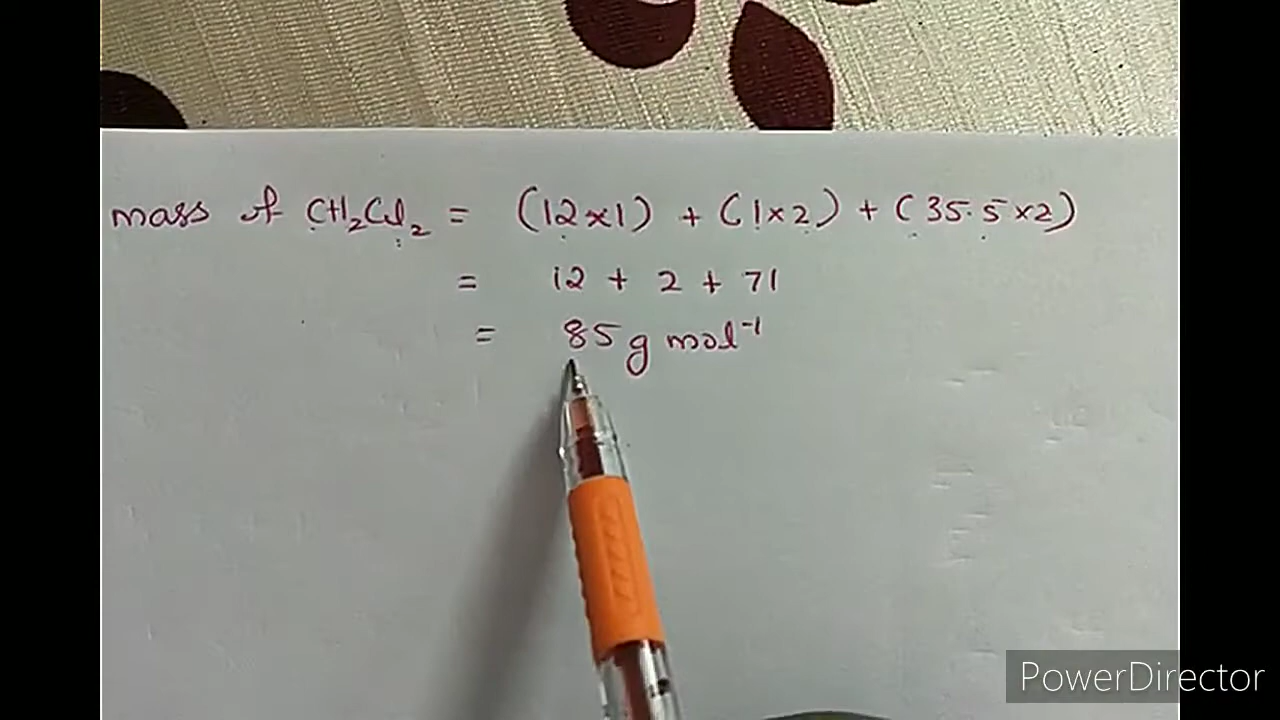 mass of CH₂Cl₂ = (12×1) + (1×2) + (35.5×2)
= 12 + 2 + 71
= 85 g mol⁻¹
PowerDirector